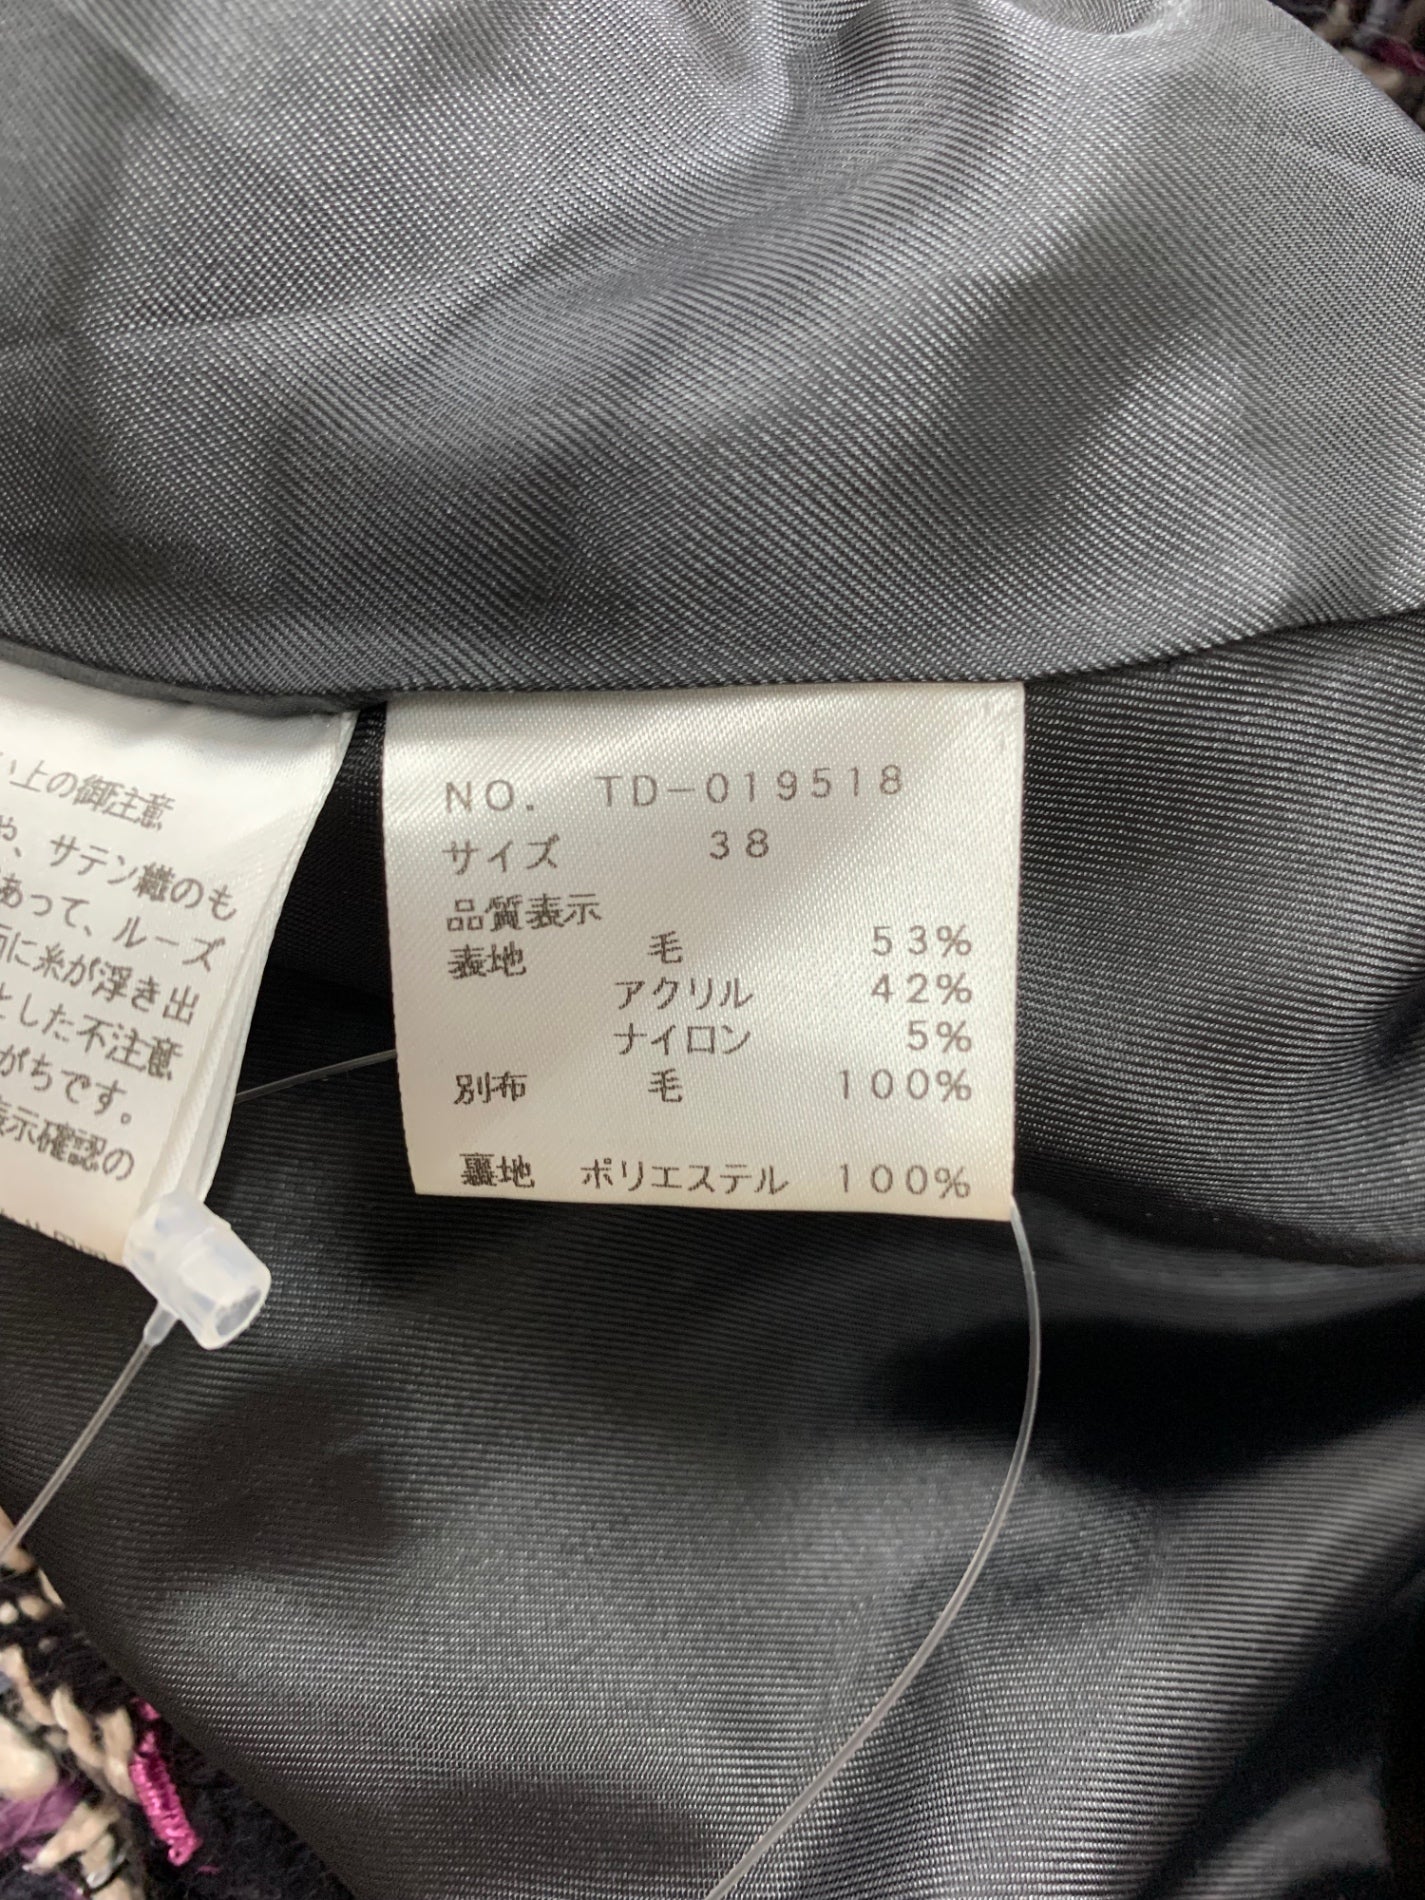 い上の御注意
や、サテン織のも
あって、ルーズ
面に糸が浮き出
とした不注意
がちです。
表示確認の
NO. TD-019518
サイズ 38
品質表示
表地 毛 53%
アクリル 42%
ナイロン 5%
別布 毛 100%
裏地 ポリエステル 100%